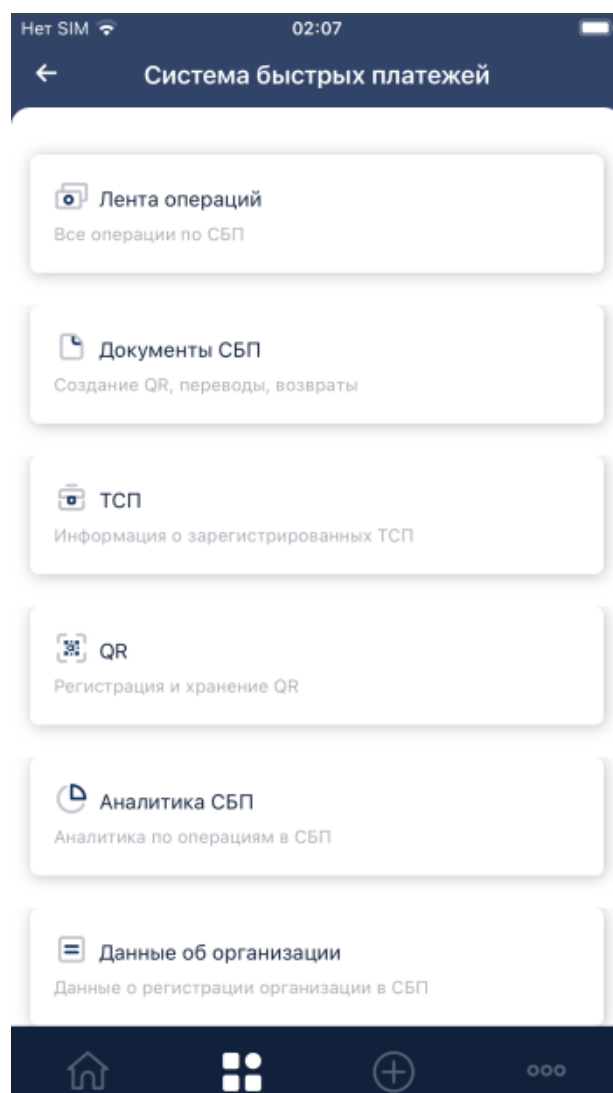 Нет SIM
02:07
Система быстрых платежей
Лента операций
Все операции по СБП
Документы СБП
Создание QR, переводы, возвраты
ТСП
Информация о зарегистрированных ТСП
QR
Регистрация и хранение QR
Аналитика СБП
Аналитика по операциям в СБП
Данные об организации
Данные о регистрации организации в СБП